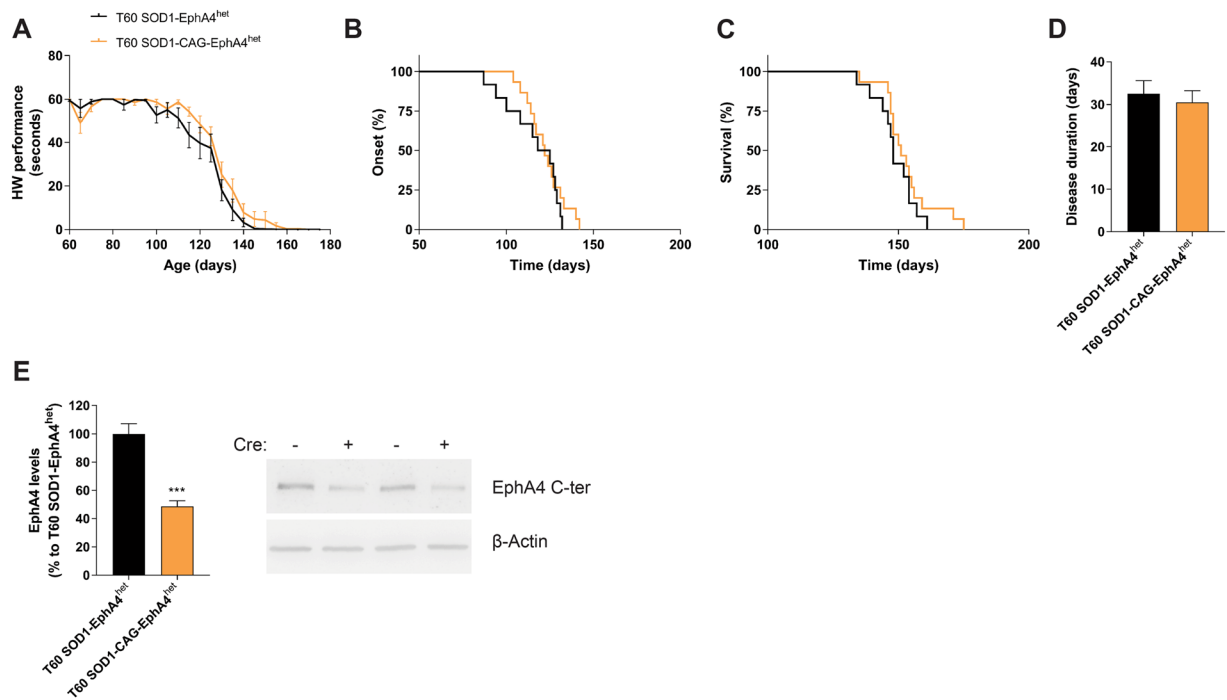 T60 SOD1-EphA4het
T60 SOD1-CAG-EphA4het
A
HW performance
(seconds)
80
60
40
20
0
60 80 100 120 140 160 180
Age (days)
B
Onset (%)
100
75
50
25
0
50 100 150 200
Time (days)
C
Survival (%)
100
75
50
25
0
100 150 200
Time (days)
D
Disease duration (days)
40
30
20
10
0
T60 SOD1-EphA4het
T60 SOD1-CAG-EphA4het
E
EphA4 levels
(% to T60 SOD1-EphA4het)
120
100
80
60
40
20
0
***
T60 SOD1-EphA4het
T60 SOD1-CAG-EphA4het
Cre: - + - +
EphA4 C-ter
β-Actin